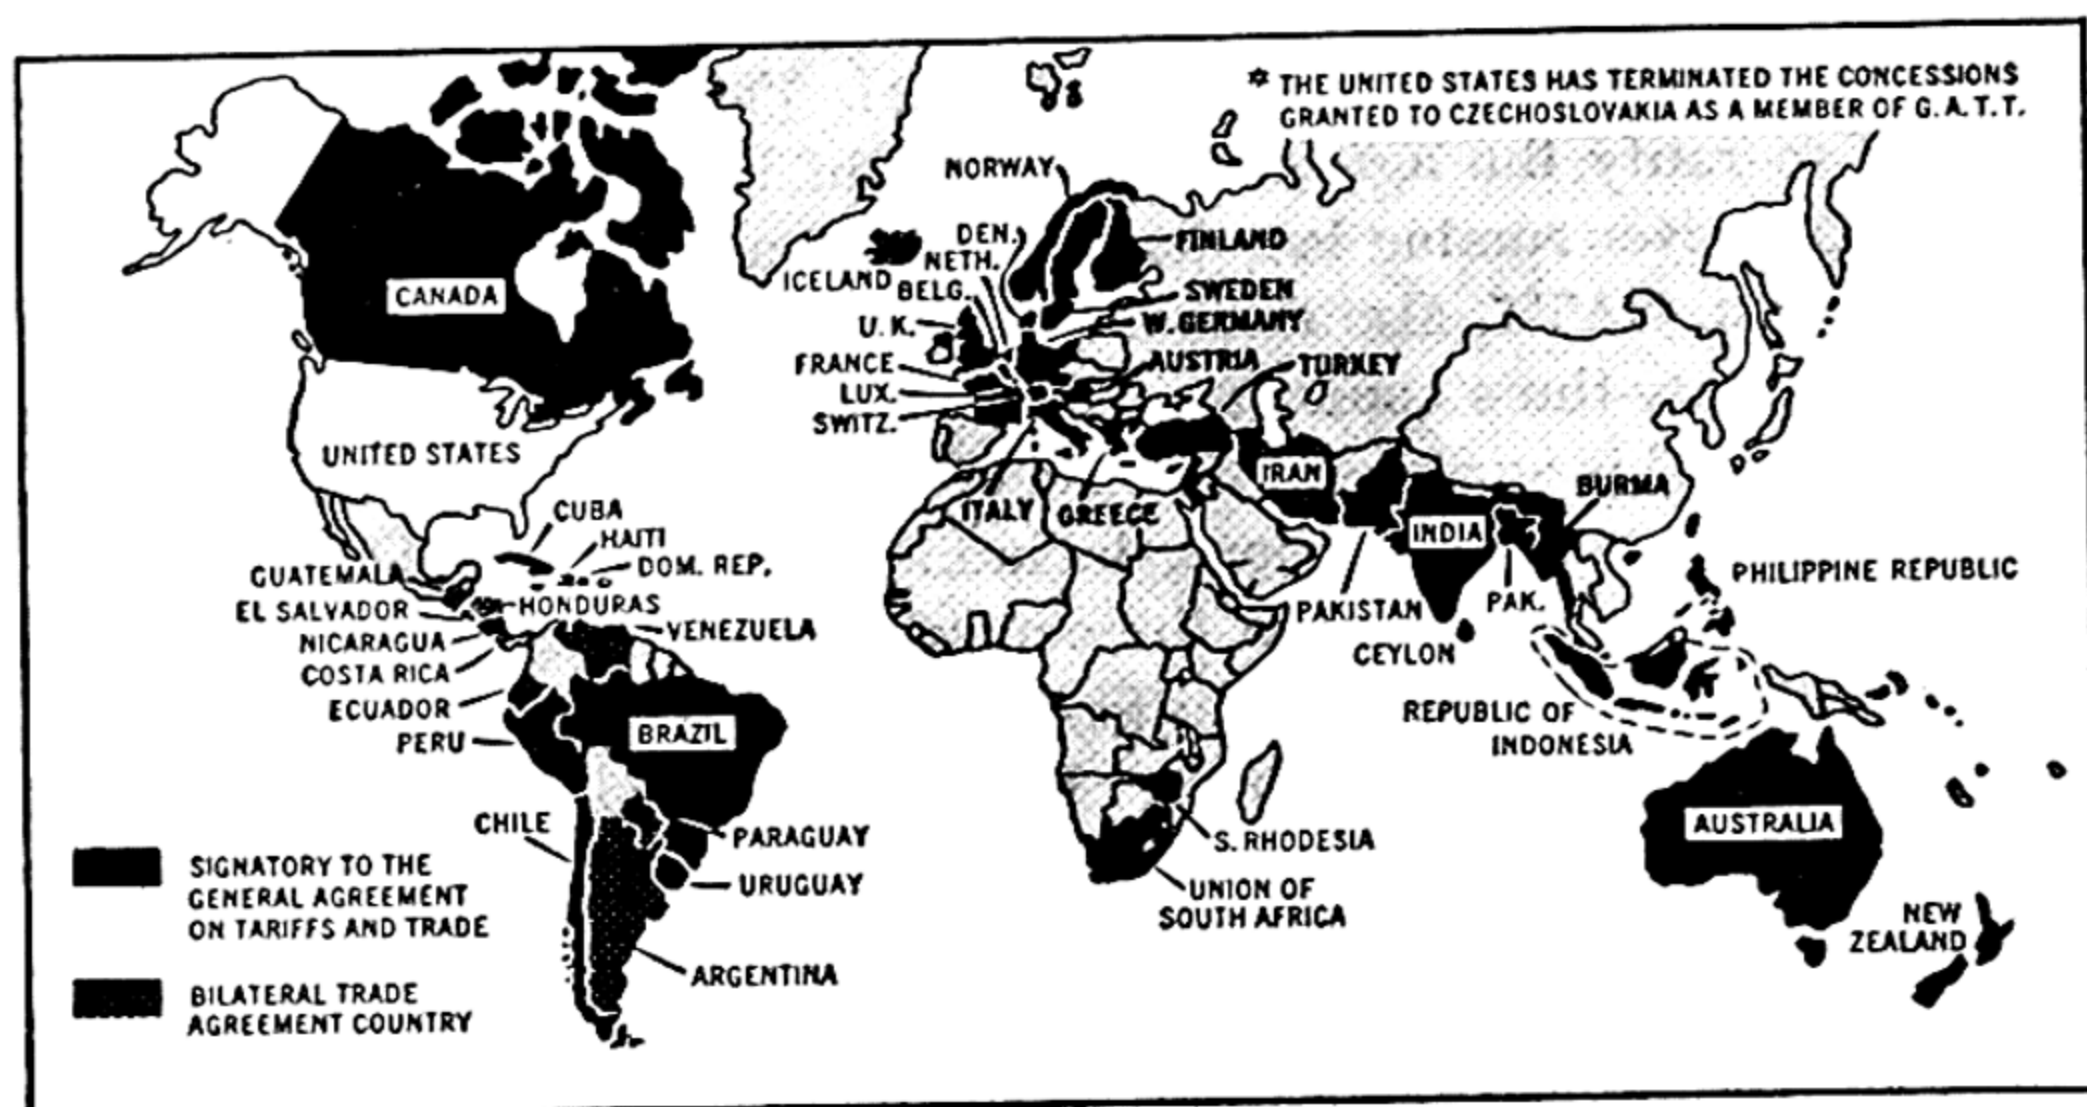 * THE UNITED STATES HAS TERMINATED THE CONCESSIONS
GRANTED TO CZECHOSLOVAKIA AS A MEMBER OF G.A.T.T.
NORWAY
DEN.
FINLAND
NETH.
ICELAND
BELG.
SWEDEN
CANADA
U.K.
W. GERMANY
FRANCE
AUSTRIA
TURKEY
LUX.
SWITZ.
UNITED STATES
IRAN
BURMA
CUBA
ITALY
GREECE
INDIA
HAITI
GUATEMALA
DOM. REP.
PHILIPPINE REPUBLIC
EL SALVADOR
HONDURAS
PAKISTAN
PAK.
NICARAGUA
VENEZUELA
CEYLON
COSTA RICA
ECUADOR
REPUBLIC OF
INDONESIA
PERU
BRAZIL
CHILE
PARAGUAY
S. RHODESIA
AUSTRALIA
URUGUAY
UNION OF
SOUTH AFRICA
NEW
ZEALAND
ARGENTINA
SIGNATORY TO THE
GENERAL AGREEMENT
ON TARIFFS AND TRADE
BILATERAL TRADE
AGREEMENT COUNTRY